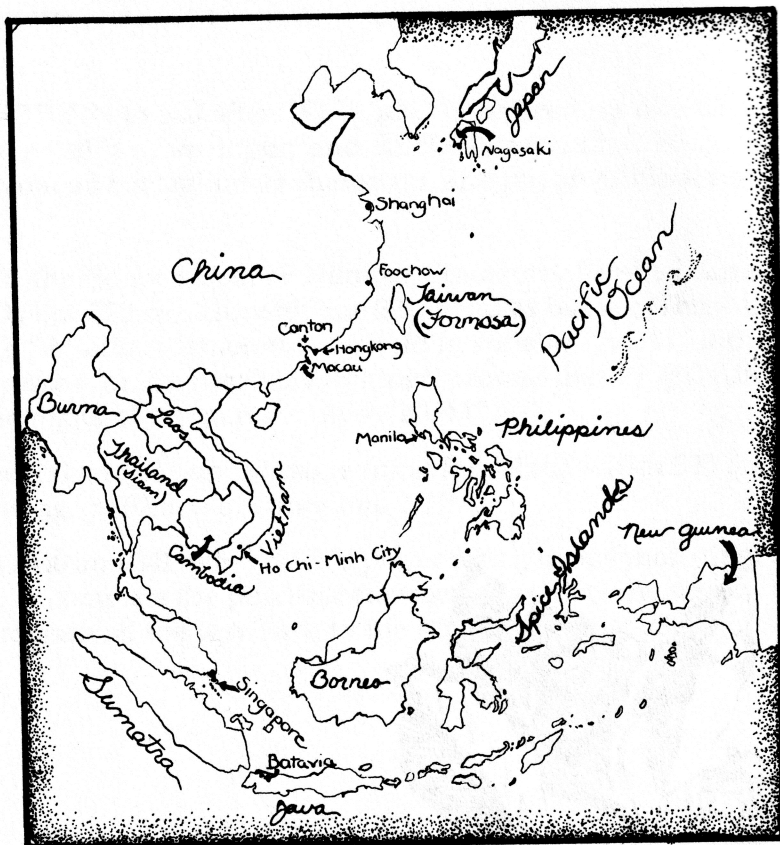 Japan
Nagasaki
Shanghai
China
Foochow
Taiwan
(Formosa)
Pacific
Ocean
Canton
Hongkong
Macau
Burma
Laos
Thailand
(Siam)
Vietnam
Cambodia
Ho Chi-Minh City
Manila
Philippines
Spice Islands
New Guinea
Borneo
Singapore
Sumatra
Batavia
Java